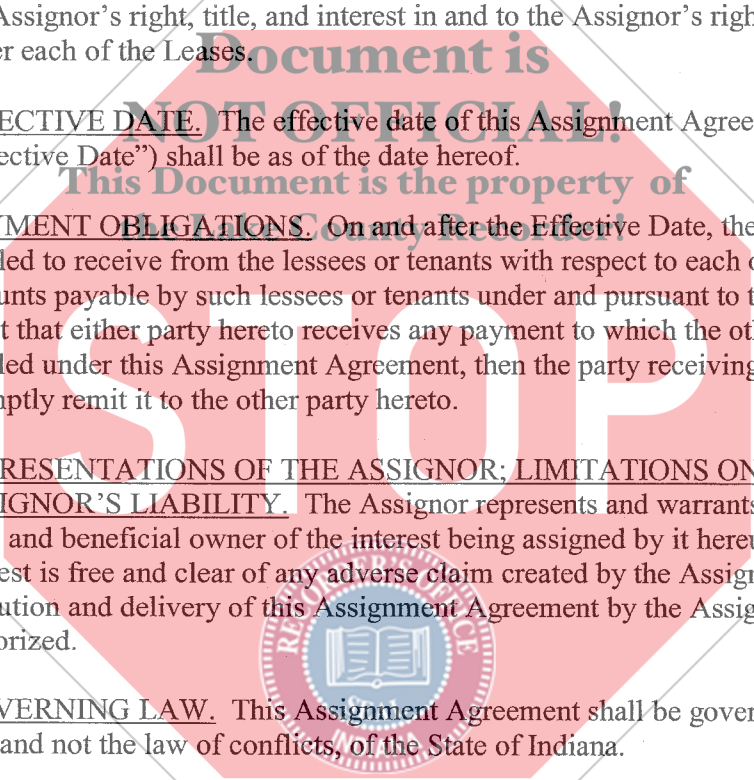 Assignor's right, title, and interest in and to the Assignor's righ
er each of the Leases.
Document is
NOT OFFICIAL!
ECTIVE DATE. The effective date of this Assignment Agree
ective Date") shall be as of the date hereof.
This Document is the property of
the Lake County Recorder!
YMENT OBLIGATIONS. On and after the Effective Date, the
led to receive from the lessees or tenants with respect to each o
unts payable by such lessees or tenants under and pursuant to t
t that either party hereto receives any payment to which the ot
led under this Assignment Agreement, then the party receiving
mptly remit it to the other party hereto.
STOP
RESENTATIONS OF THE ASSIGNOR; LIMITATIONS ON
IGNOR'S LIABILITY. The Assignor represents and warrants
and beneficial owner of the interest being assigned by it hereu
est is free and clear of any adverse claim created by the Assign
ution and delivery of this Assignment Agreement by the Assig
orized.
RECORDER'S OFFICE
SEAL
INDIANA
VERNING LAW. This Assignment Agreement shall be gover
and not the law of conflicts, of the State of Indiana.